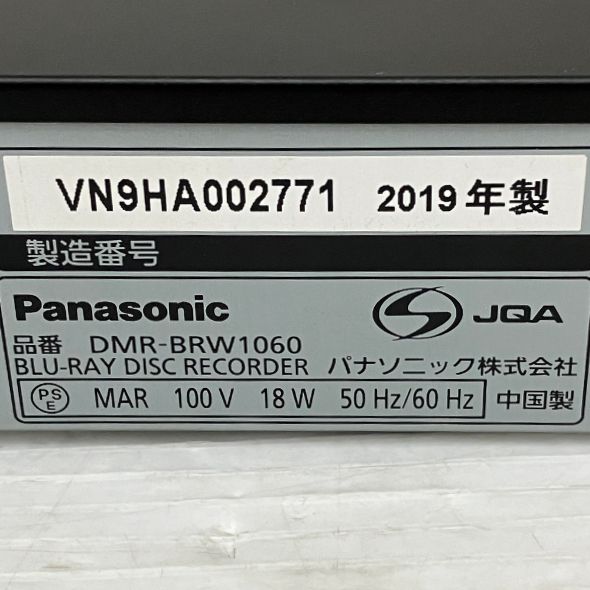 VN9HA002771 2019年製
製造番号
Panasonic JQA
品番 DMR-BRW1060
BLU-RAY DISC RECORDER パナソニック株式会社
PSE MAR 100 V 18 W 50 Hz/60 Hz 中国製